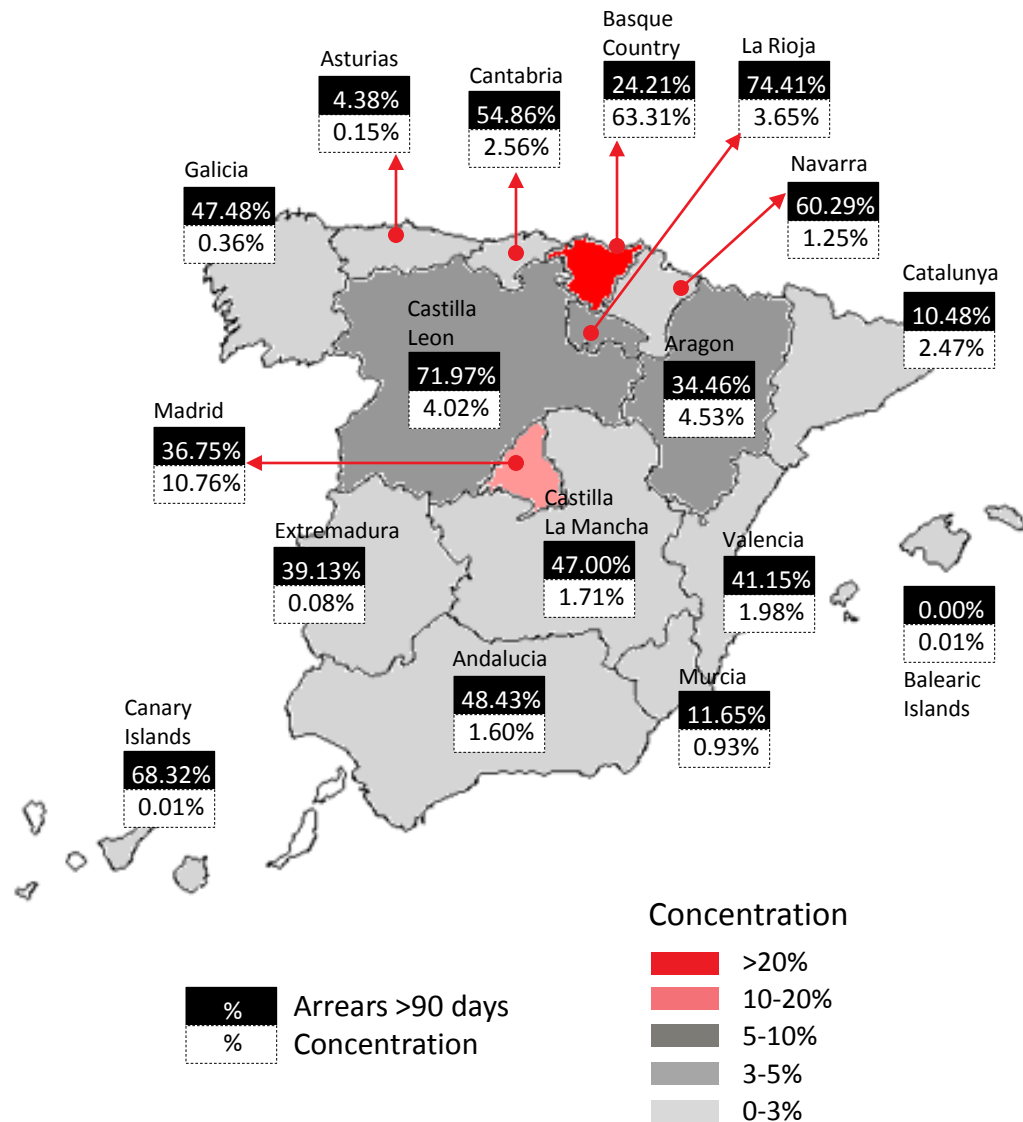 Basque
Country
24.21%
63.31%
La Rioja
74.41%
3.65%
Asturias
4.38%
0.15%
Cantabria
54.86%
2.56%
Navarra
60.29%
1.25%
Galicia
47.48%
0.36%
Catalunya
10.48%
2.47%
Castilla
Leon
71.97%
4.02%
Aragon
34.46%
4.53%
Madrid
36.75%
10.76%
Castilla
La Mancha
47.00%
1.71%
Extremadura
39.13%
0.08%
Valencia
41.15%
1.98%
0.00%
0.01%
Balearic
Islands
Andalucia
48.43%
1.60%
Murcia
11.65%
0.93%
Canary
Islands
68.32%
0.01%
Concentration
>20%
10-20%
5-10%
3-5%
0-3%
% Arrears >90 days
% Concentration